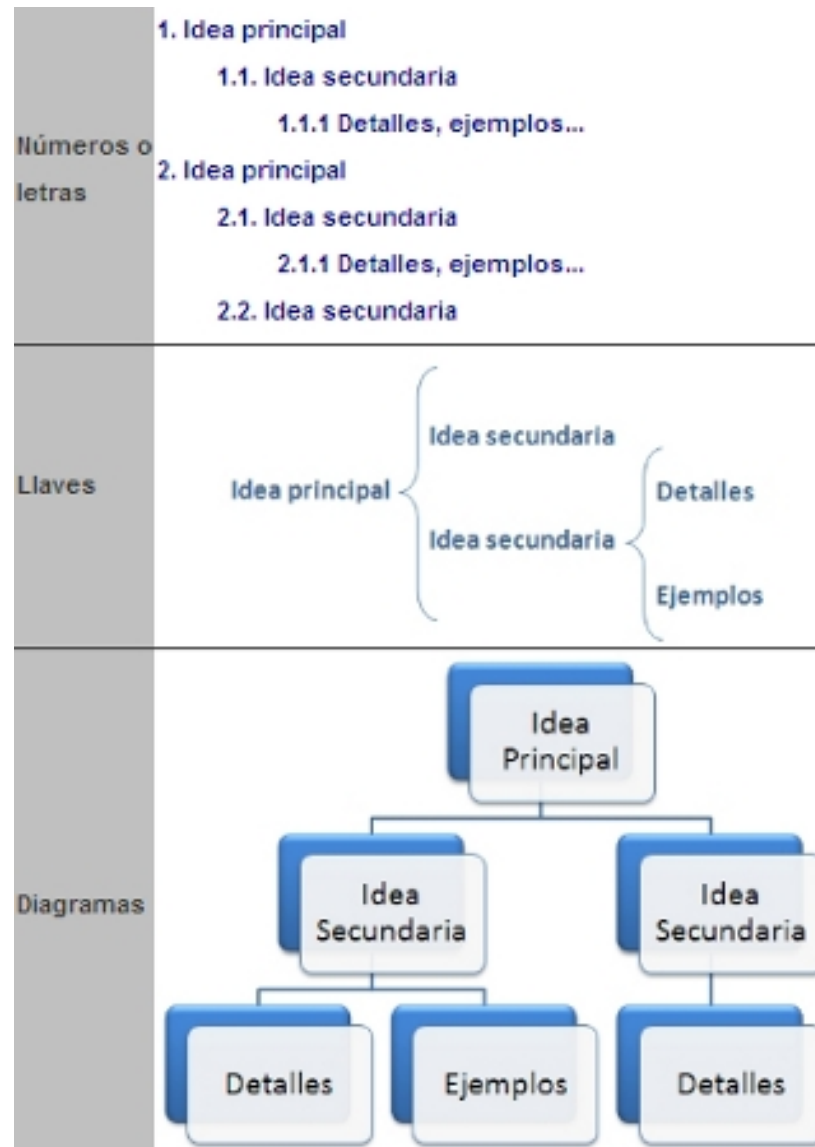 Números o
letras
1. Idea principal
1.1. Idea secundaria
1.1.1 Detalles, ejemplos...
2. Idea principal
2.1. Idea secundaria
2.1.1 Detalles, ejemplos...
2.2. Idea secundaria
Llaves
Idea principal
Idea secundaria
Idea secundaria
Detalles
Ejemplos
Diagramas
Idea
Principal
Idea
Secundaria
Idea
Secundaria
Detalles
Ejemplos
Detalles